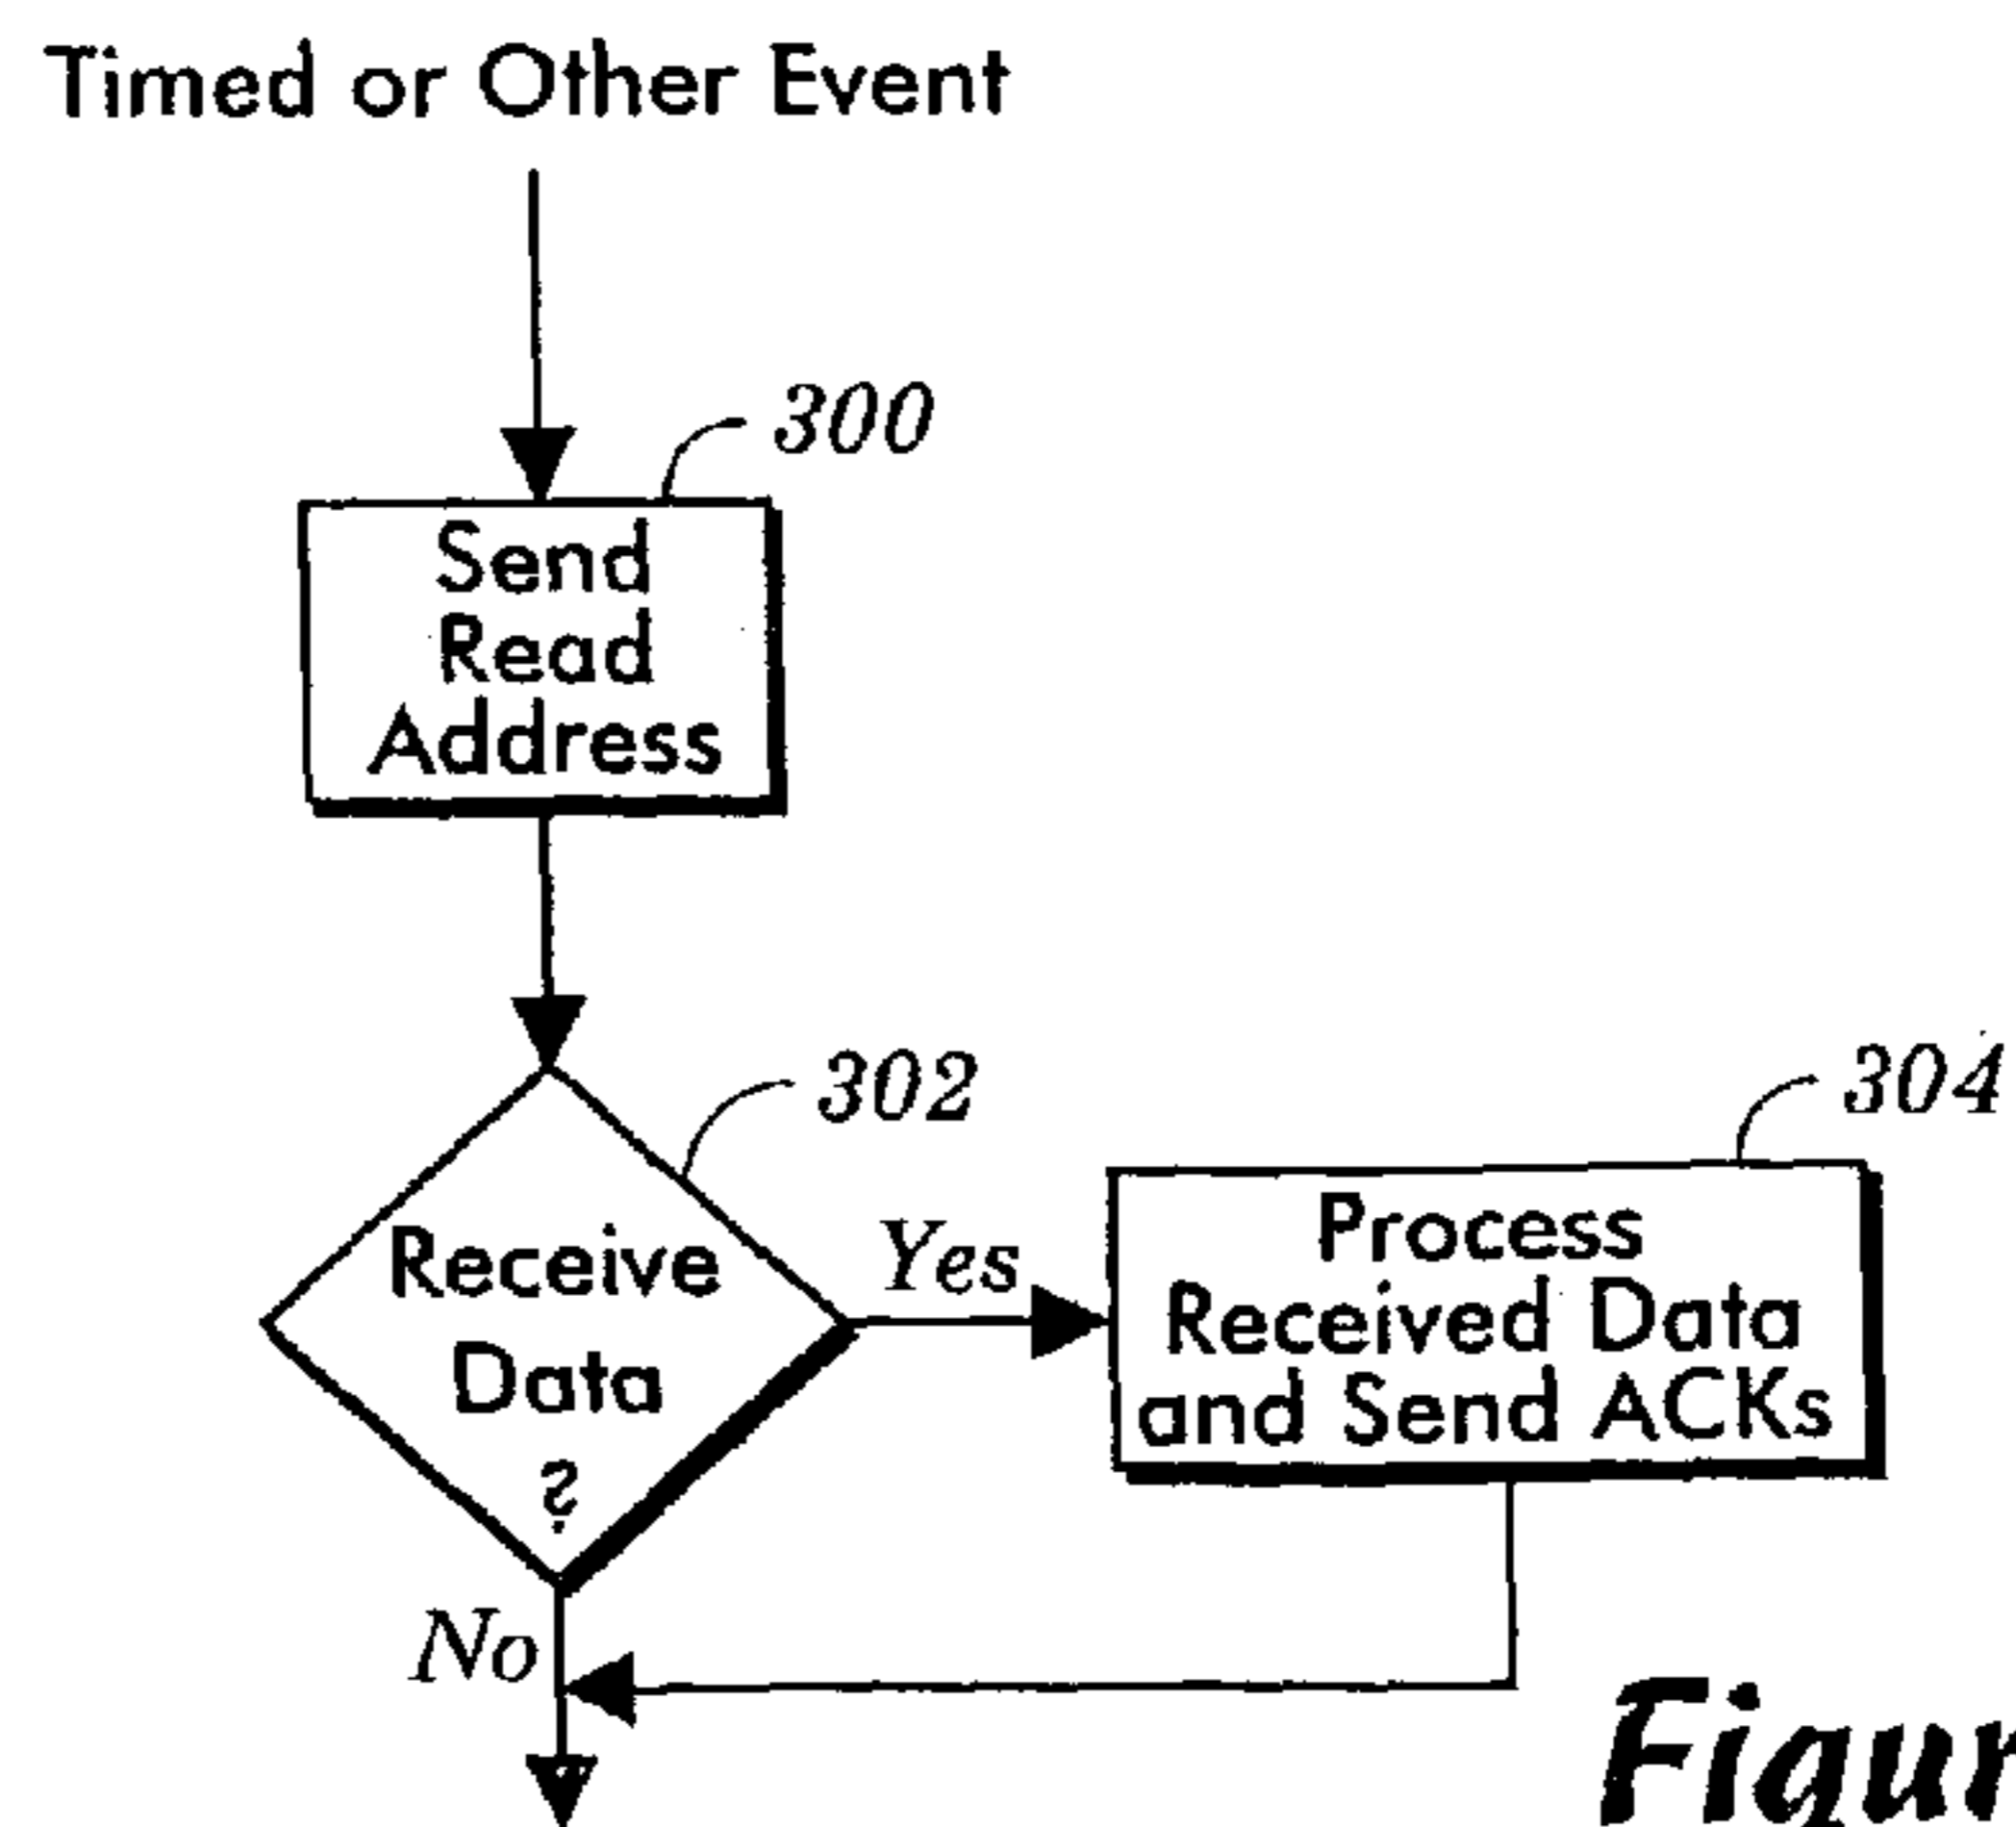 Timed or Other Event
300
Send
Read
Address
302
304
Receive
Data
?
Yes
Process
Received Data
and Send ACKs
No